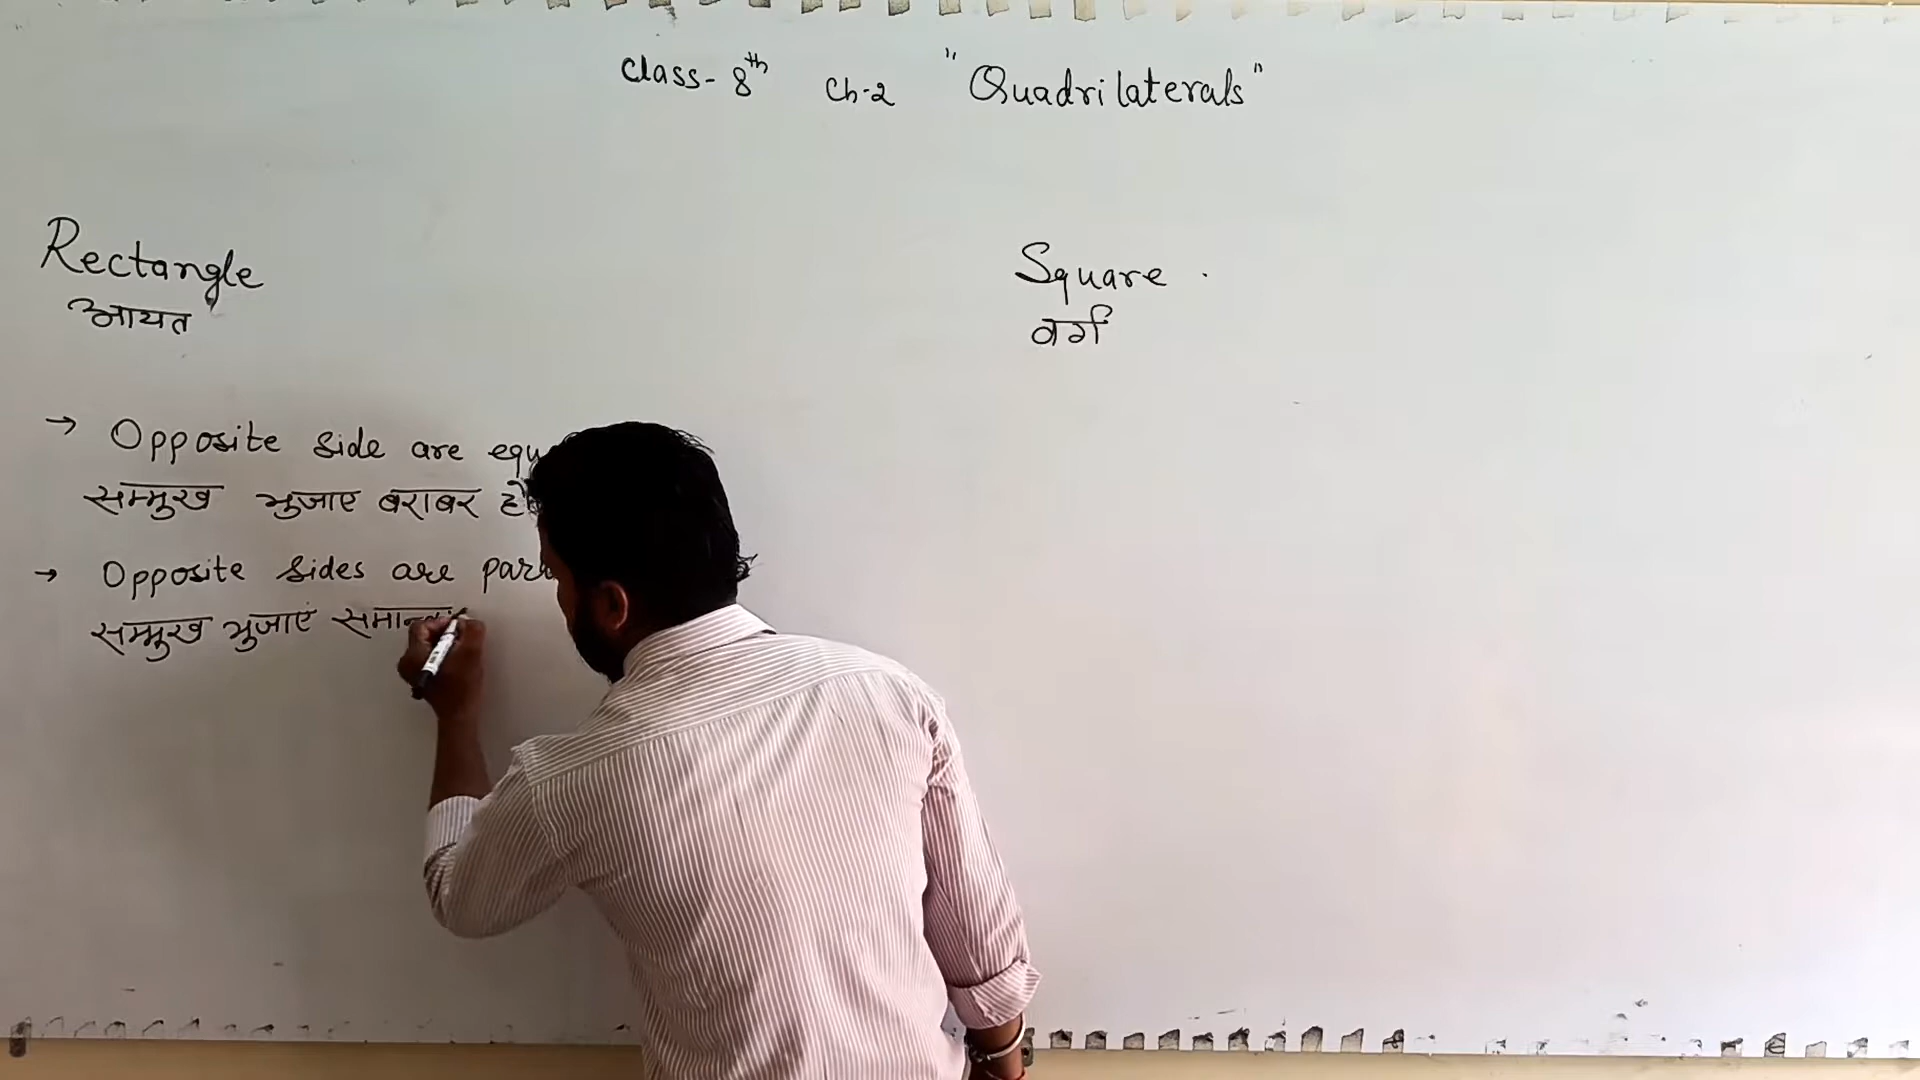 Class-8th Ch-2 "Quadrilaterals"
Rectangle
आयत
Square
वर्ग
→ Opposite side are
सम्मुख भुजाए बराबर
→ Opposite sides are
सम्मुख भुजाएं